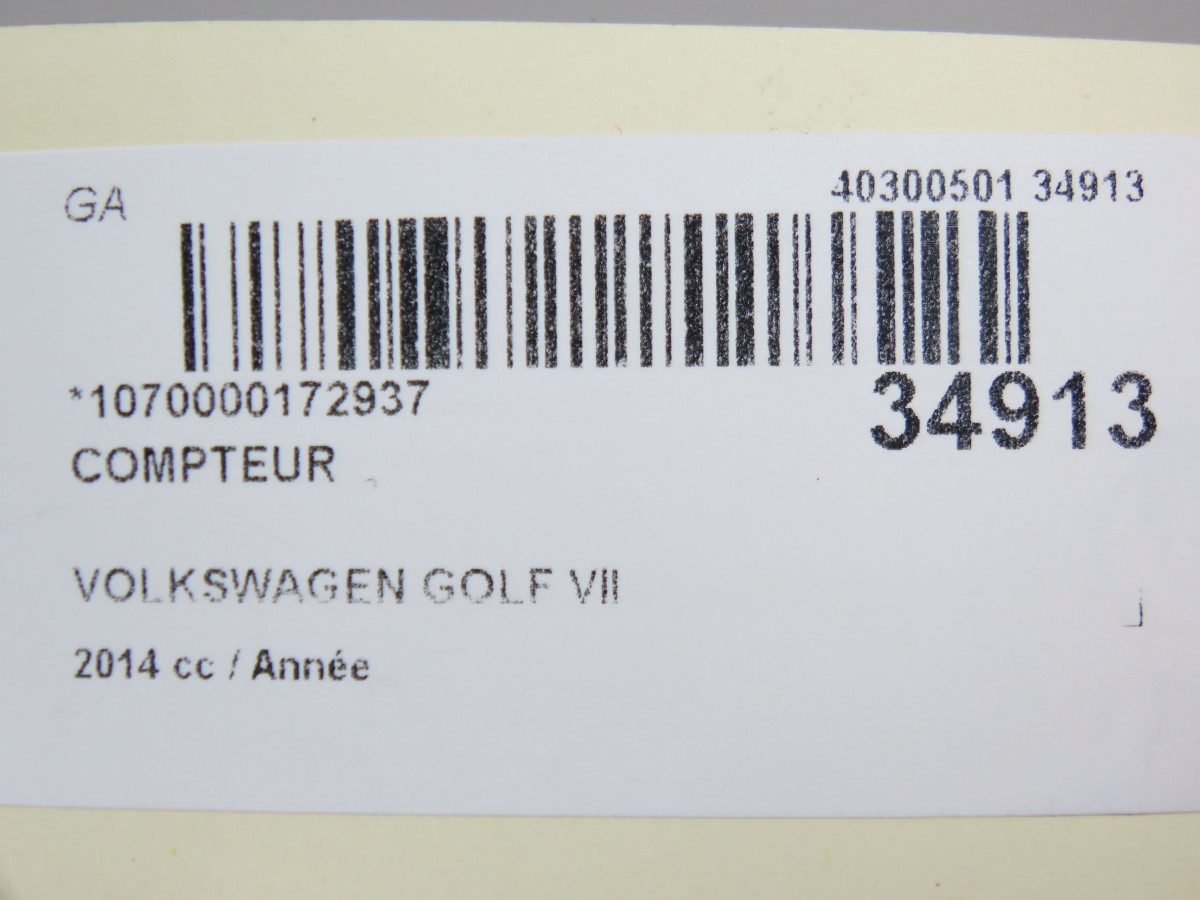 GA
40300501 34913
*1070000172937
34913
COMPTEUR
VOLKSWAGEN GOLF VII
2014 cc / Année